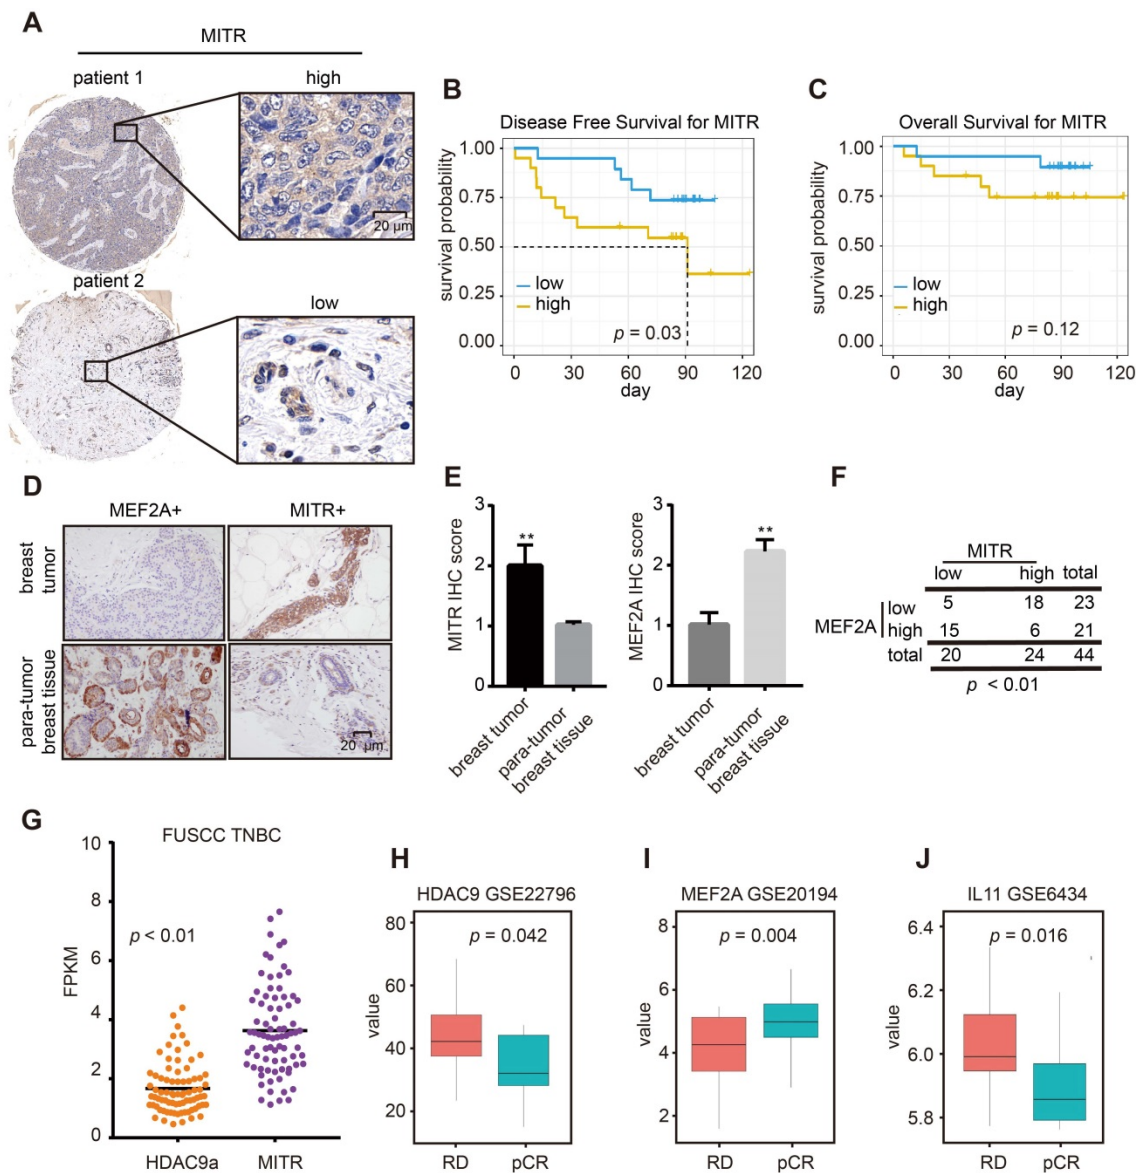 A
MITR
patient 1
high
20 µm
patient 2
low
B
Disease Free Survival for MITR
survival probability
1.00
0.75
0.50
0.25
0.00
low
high
p = 0.03
0 30 60 90 120
day
C
Overall Survival for MITR
survival probability
1.00
0.75
0.50
0.25
0.00
low
high
p = 0.12
0 30 60 90 120
day
D
MEF2A+ MITR+
breast
tumor
para-tumor
breast tissue
20 µm
E
MITR IHC score
3
2
1
0
**
breast tumor
para-tumor
breast tissue
MEF2A IHC score
3
2
1
0
**
breast tumor
para-tumor
breast tissue
F
MITR
low high total
MEF2A
low 5 18 23
high 15 6 21
total 20 24 44
p < 0.01
G
FUSCC TNBC
FPKM
10
8
6
4
2
0
p < 0.01
HDAC9a MITR
H
HDAC9 GSE22796
value
80
60
40
20
p = 0.042
RD pCR
I
MEF2A GSE20194
value
8
6
4
2
p = 0.004
RD pCR
J
IL11 GSE6434
value
6.4
6.2
6.0
5.8
p = 0.016
RD pCR